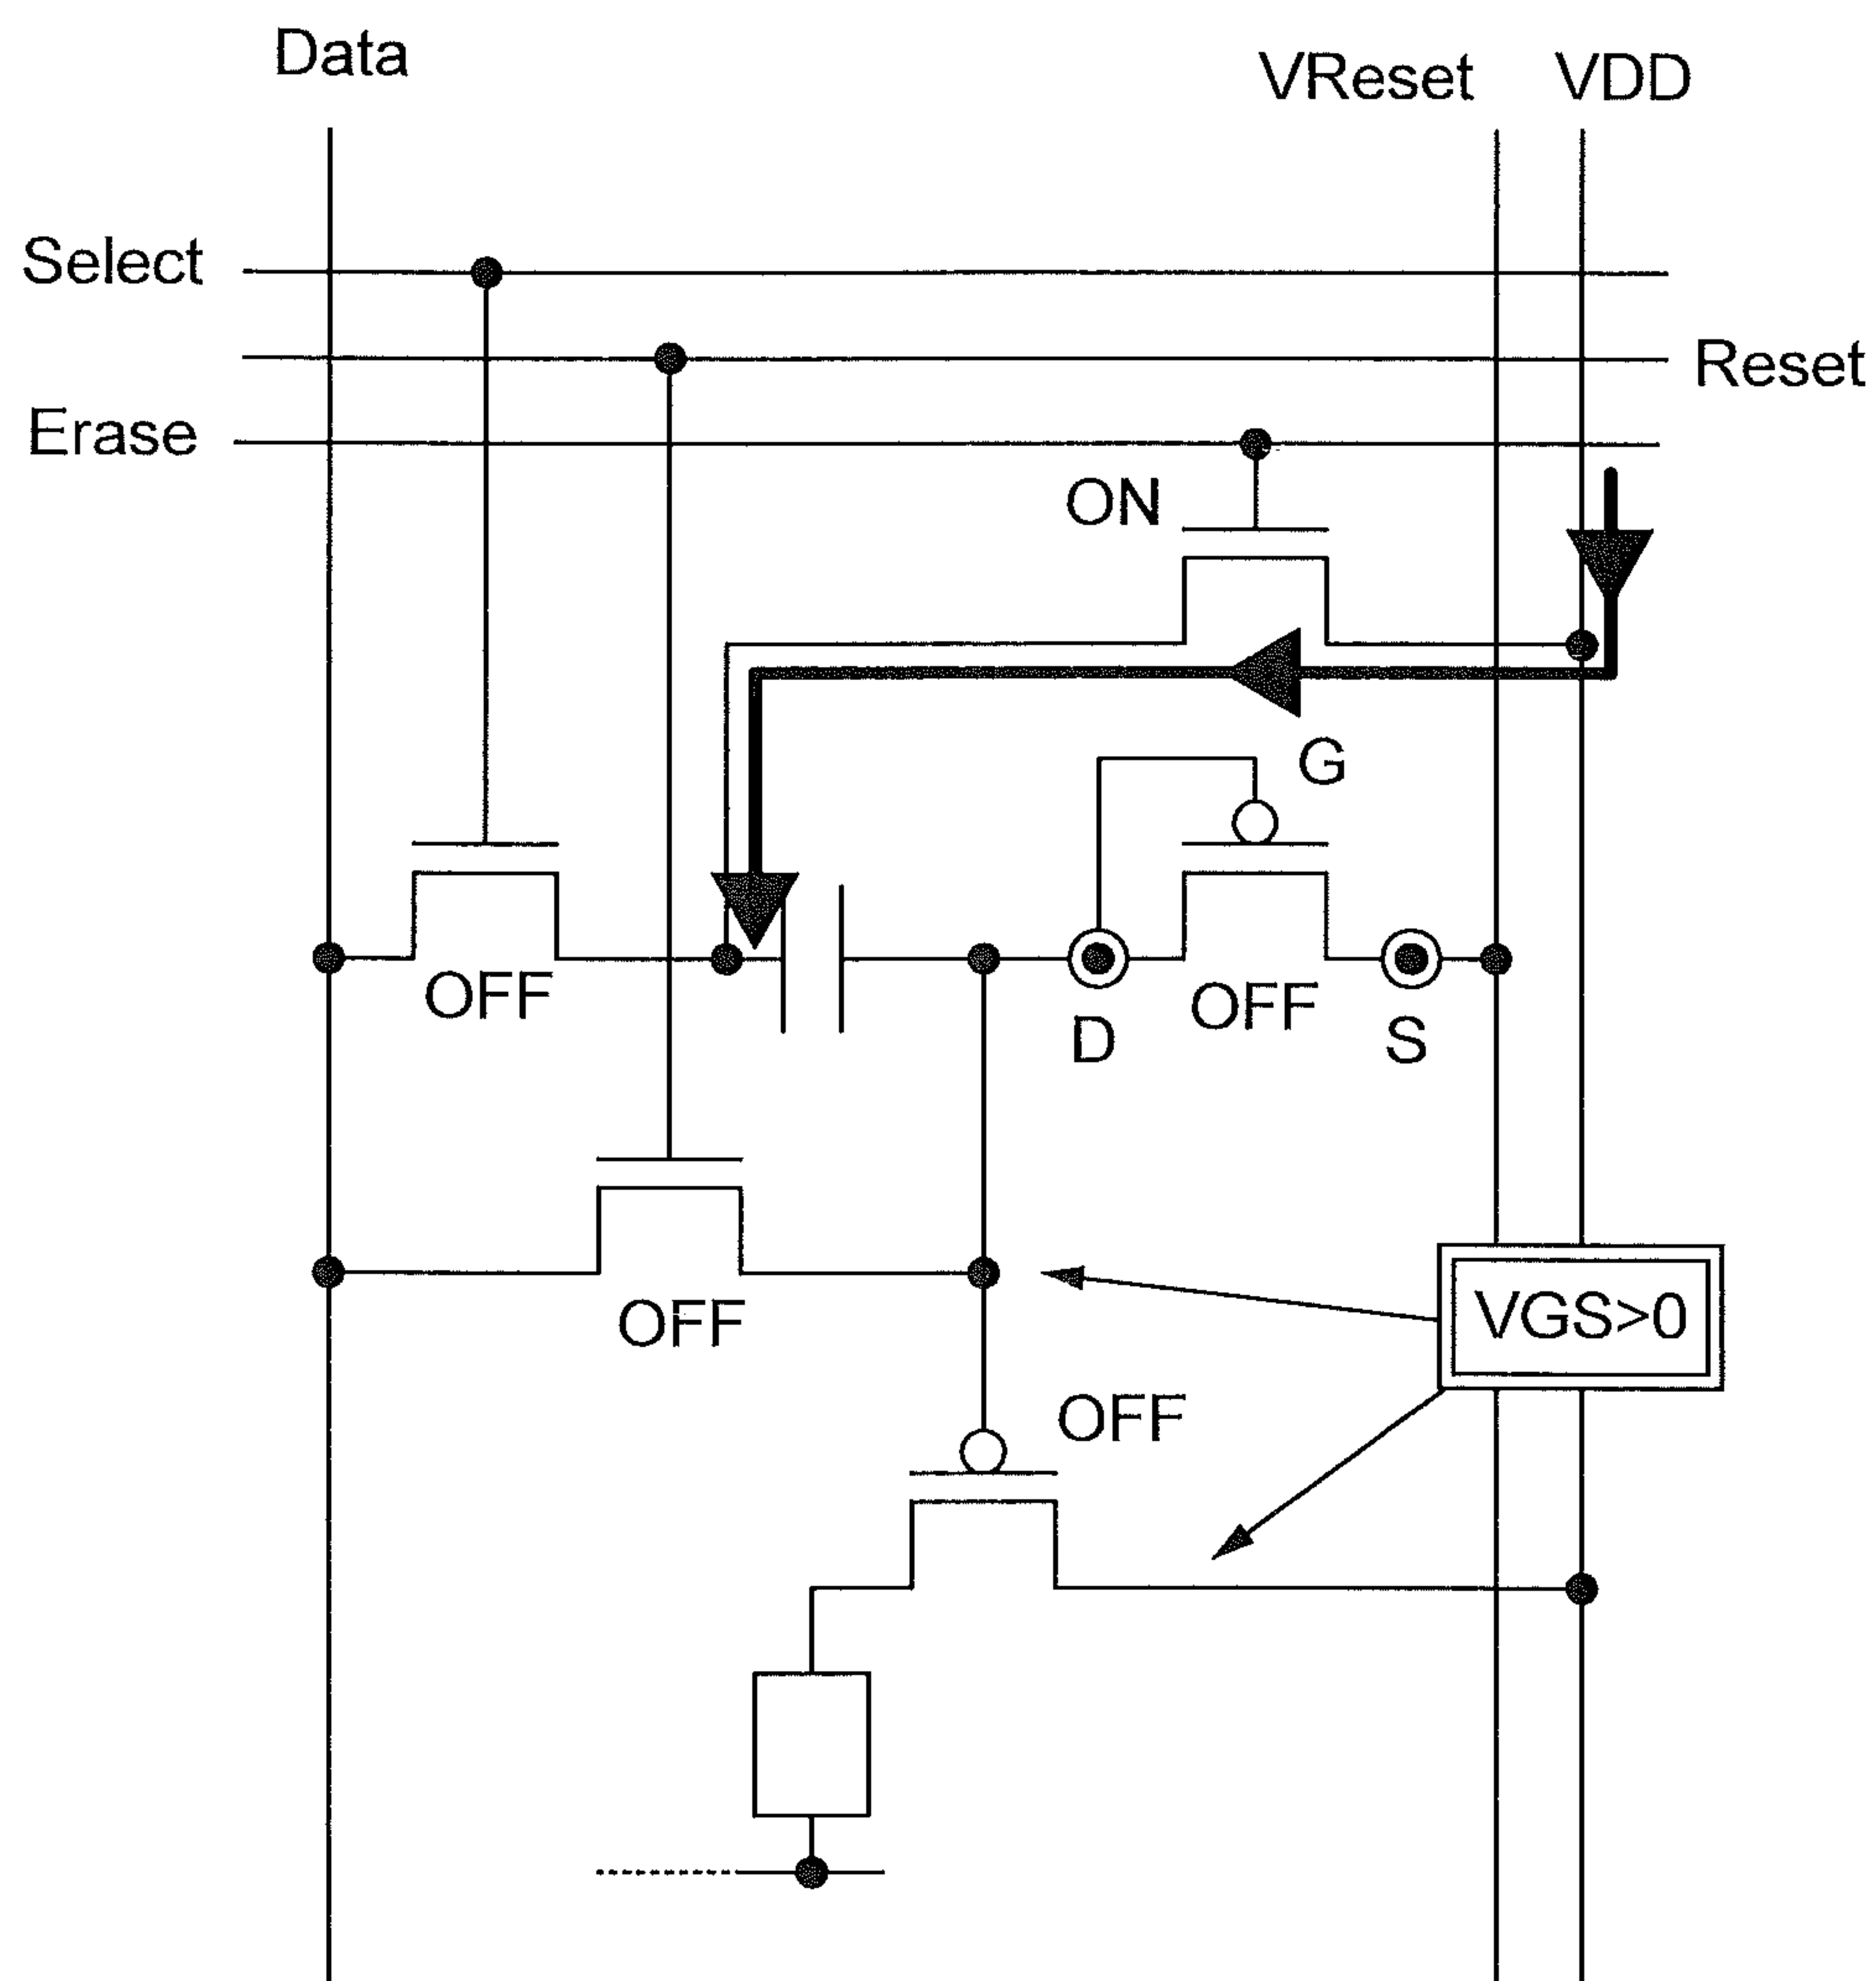 Data
VReset
VDD
Select
Reset
Erase
ON
G
OFF
OFF
D
S
VGS>0
OFF
OFF